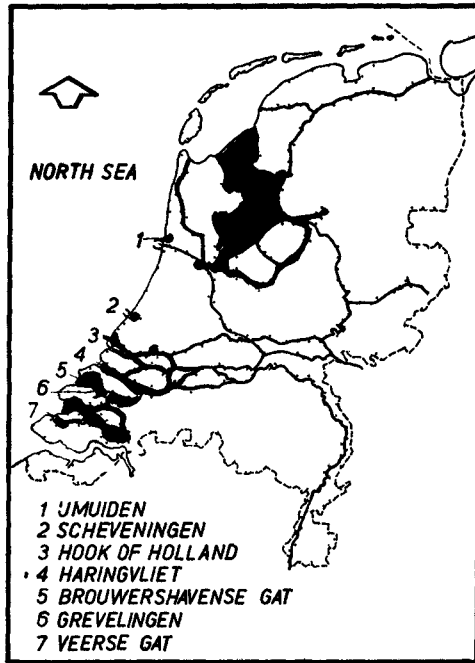 NORTH SEA
1
2
3
4
5
6
7
1 IJMUIDEN
2 SCHEVENINGEN
3 HOOK OF HOLLAND
4 HARINGVLIET
5 BROUWERSHAVENSE GAT
6 GREVELINGEN
7 VEERSE GAT